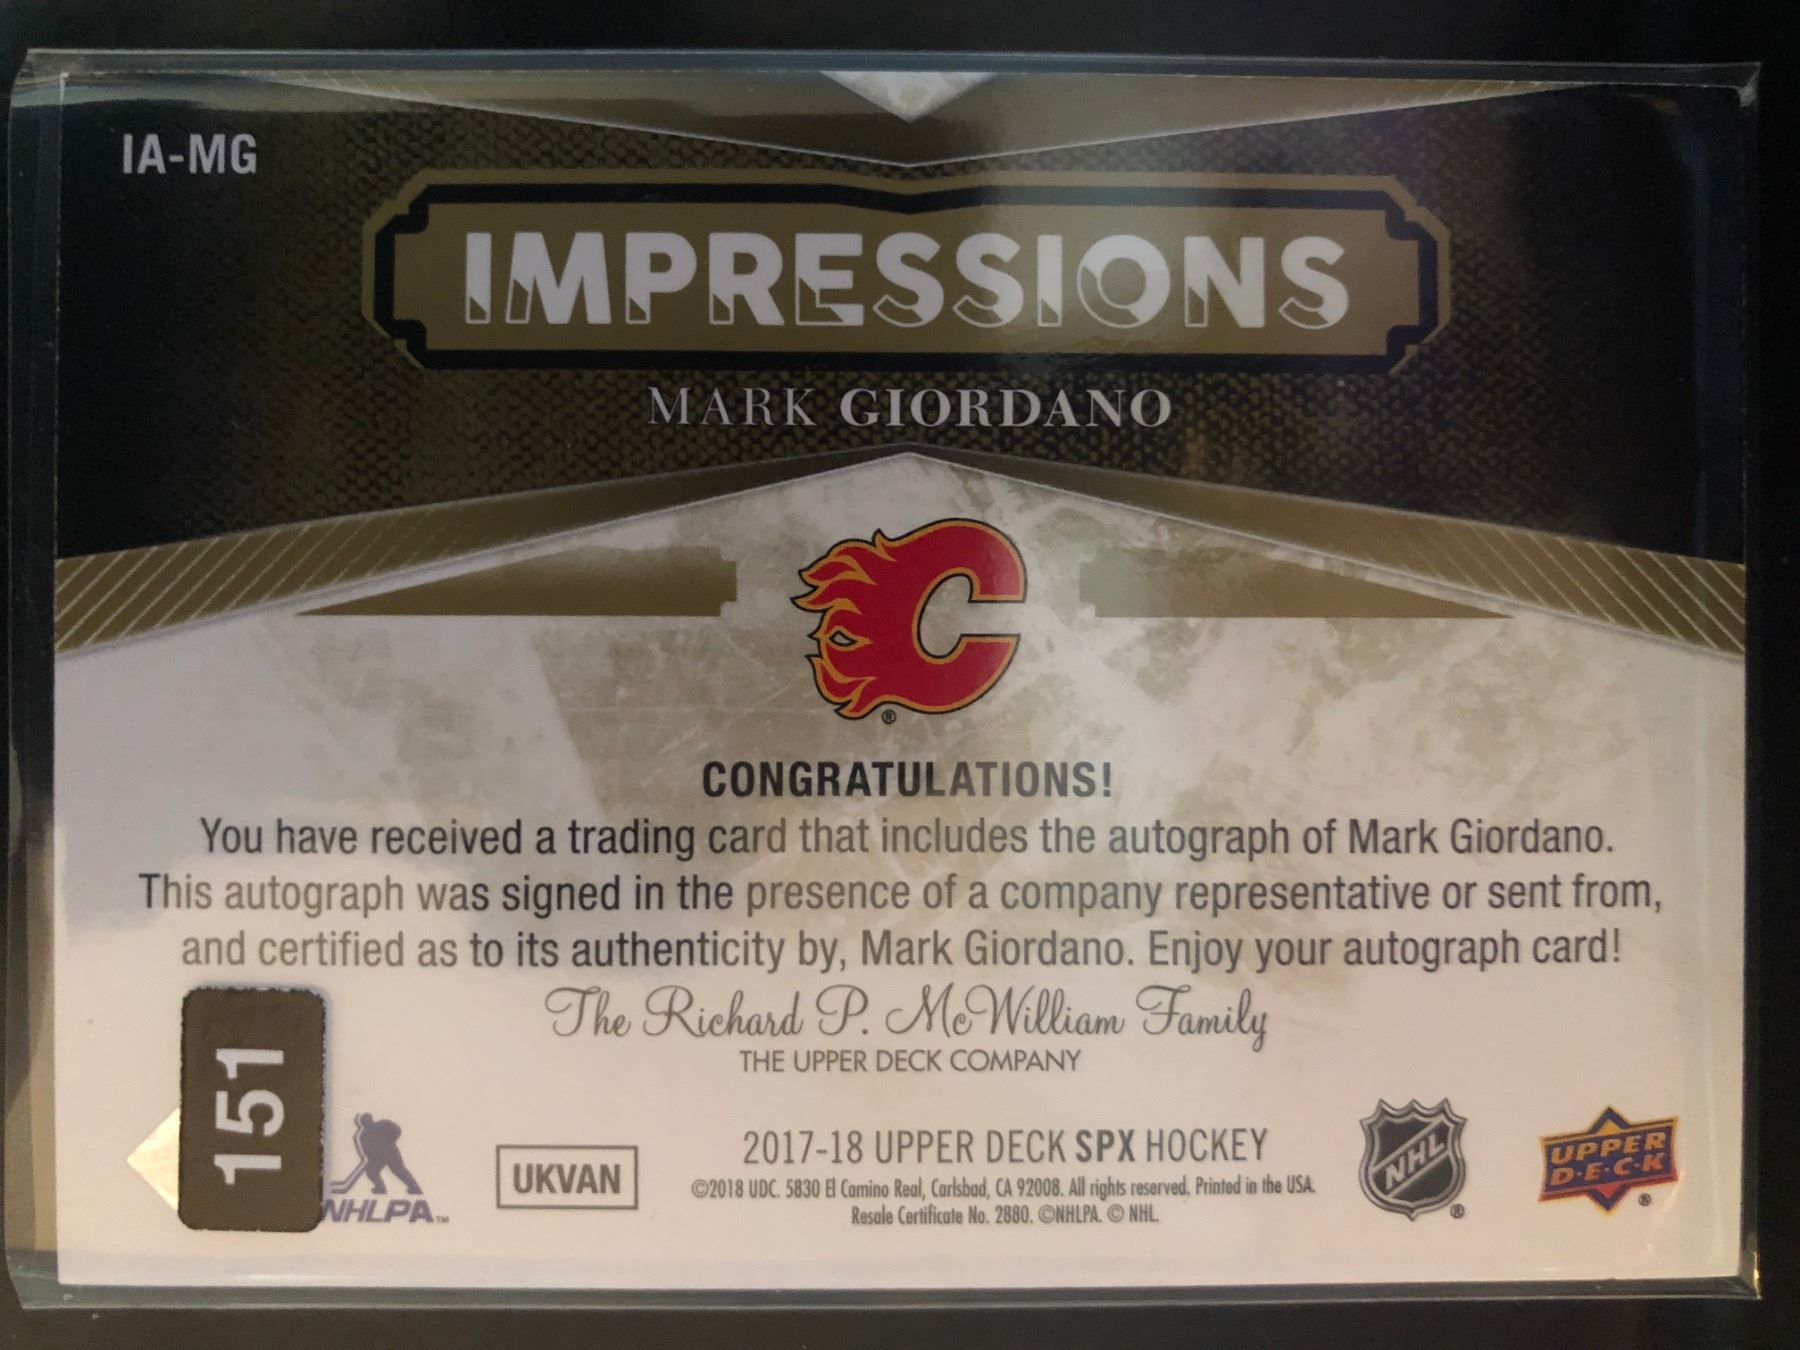 IA-MG
IMPRESSIONS
MARK GIORDANO
C
®
CONGRATULATIONS!
You have received a trading card that includes the autograph of Mark Giordano.
This autograph was signed in the presence of a company representative or sent from,
and certified as to its authenticity by, Mark Giordano. Enjoy your autograph card!
The Richard P. McWilliam Family
THE UPPER DECK COMPANY
151
NHLPA™
UKVAN
2017-18 UPPER DECK SPX HOCKEY
©2018 UDC. 5830 El Camino Real, Carlsbad, CA 92008. All rights reserved. Printed in the USA.
Resale Certificate No. 2880. ©NHLPA. © NHL.
NHL ®
UPPER
D·E·C·K ®